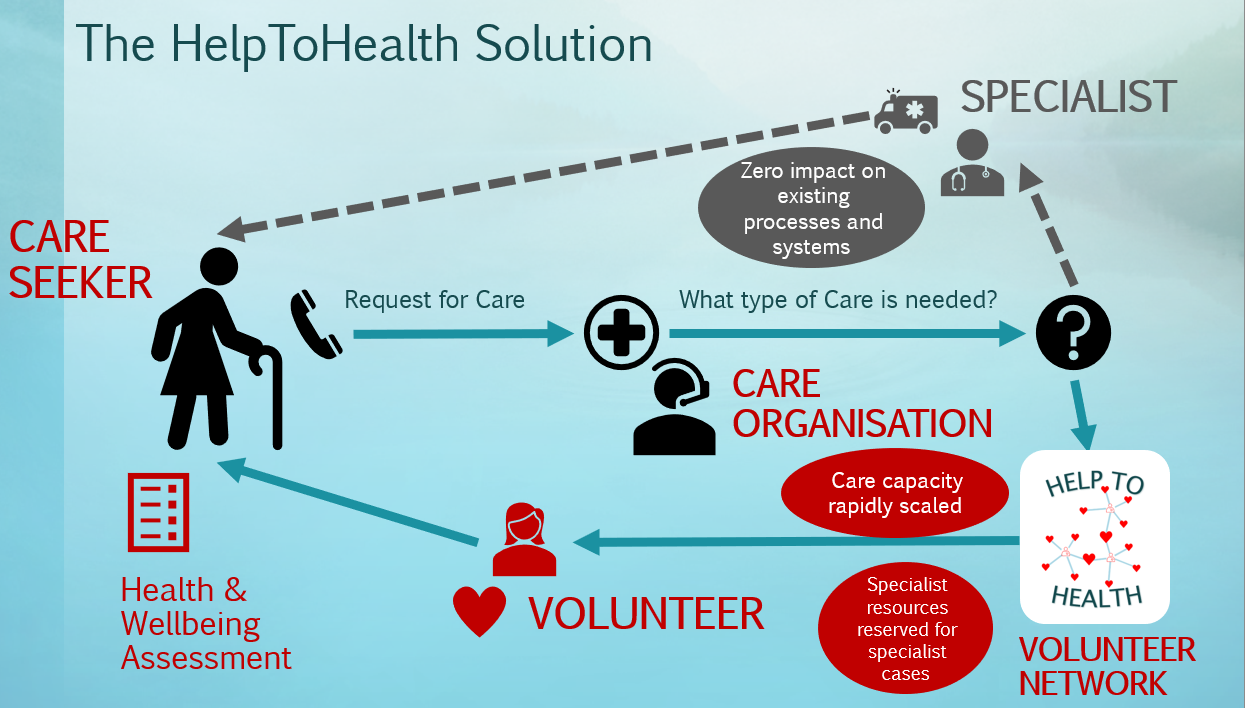 The HelpToHealth Solution
SPECIALIST
Zero impact on
existing
processes and
systems
CARE
SEEKER
Request for Care
What type of Care is needed?
CARE
ORGANISATION
Care capacity
rapidly scaled
HELP TO
HEALTH
Health &
Wellbeing
Assessment
VOLUNTEER
Specialist
resources
reserved for
specialist
cases
VOLUNTEER
NETWORK